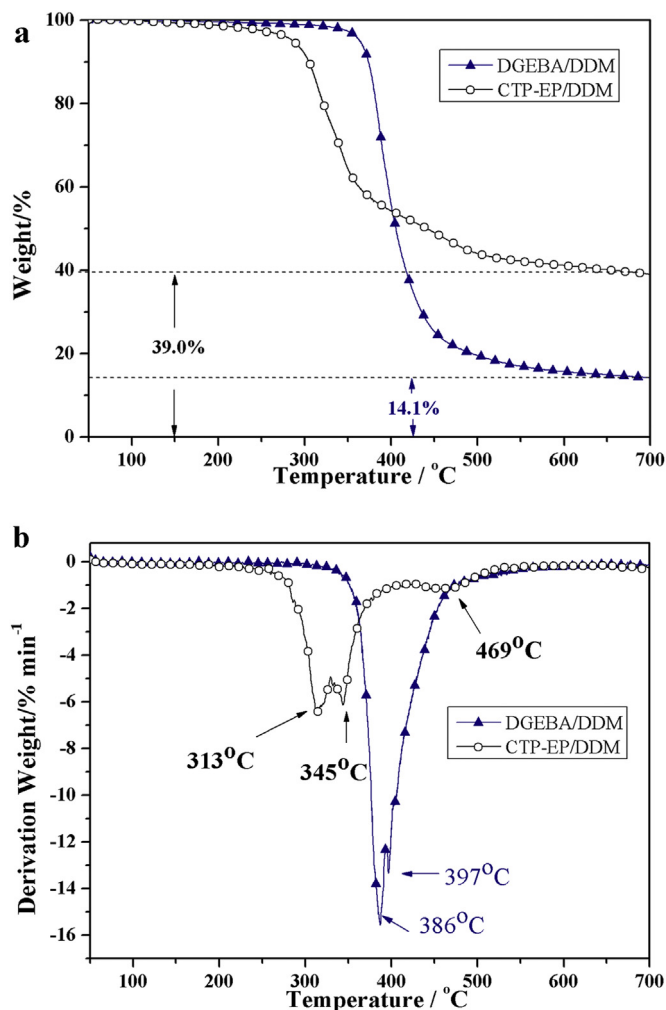 a
100
80
60
40
20
0
Weight/%
DGEBA/DDM
CTP-EP/DDM
39.0%
14.1%
100 200 300 400 500 600 700
Temperature / °C
b
0
-2
-4
-6
-8
-10
-12
-14
-16
Derivation Weight/% min⁻¹
469°C
DGEBA/DDM
CTP-EP/DDM
313°C
345°C
397°C
386°C
100 200 300 400 500 600 700
Temperature / °C